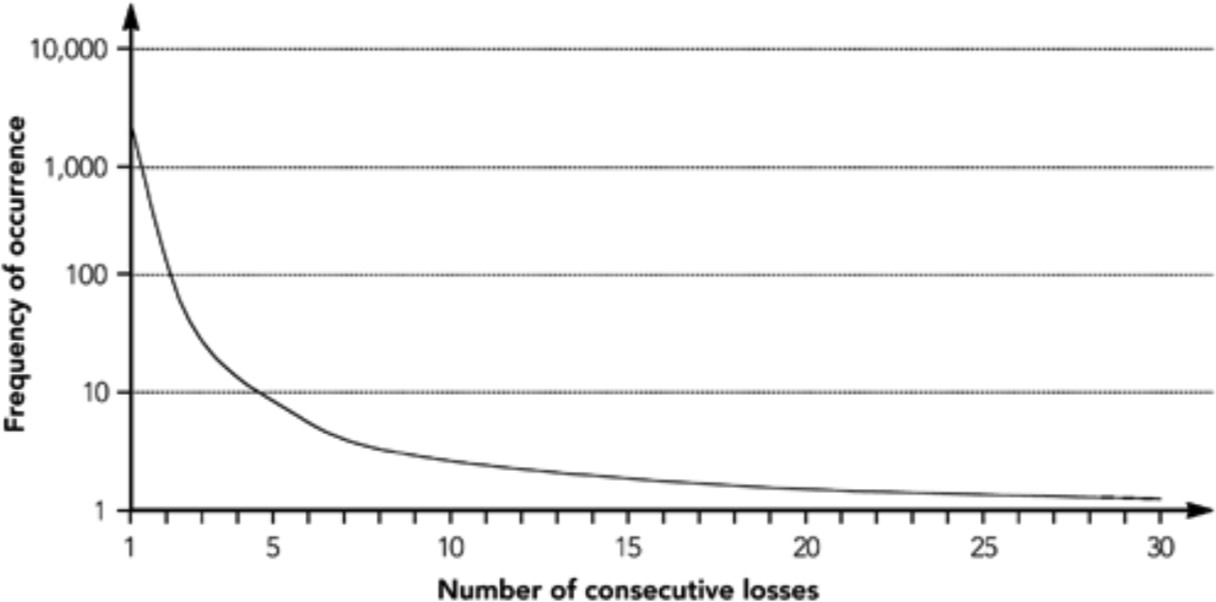 Frequency of occurrence
10,000
1,000
100
10
1
1 5 10 15 20 25 30
Number of consecutive losses